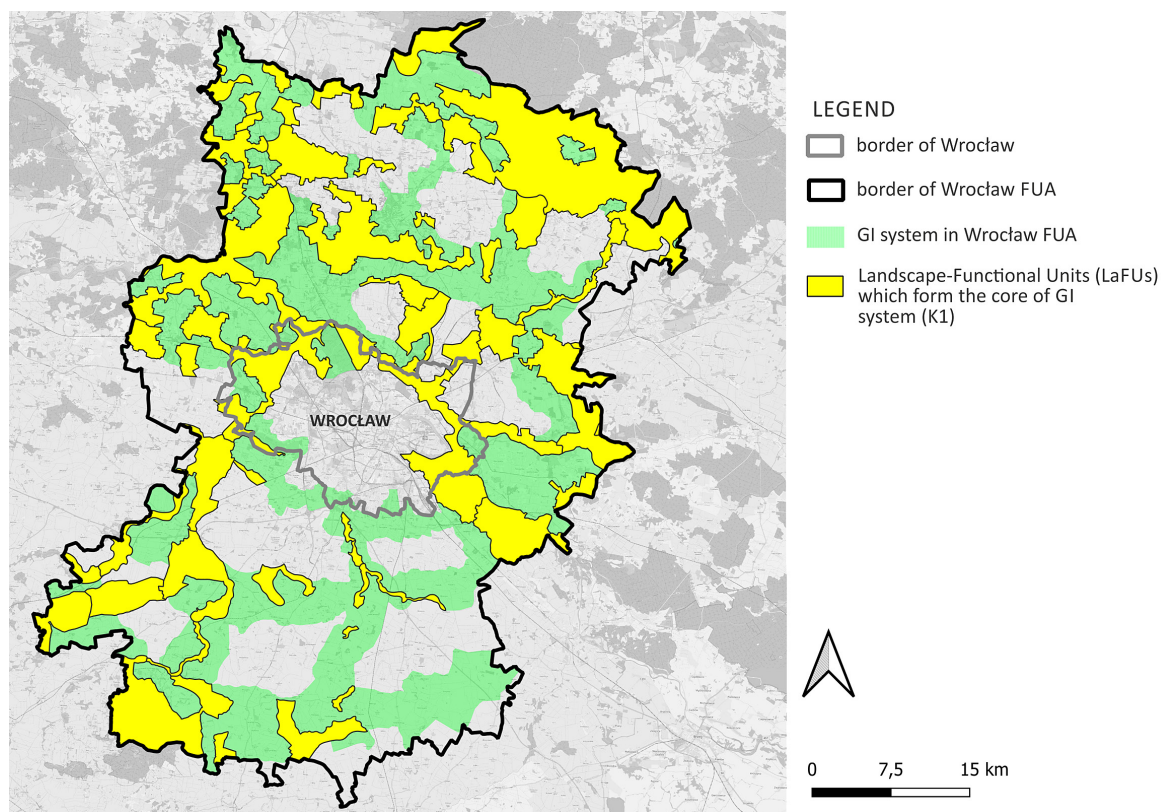 LEGEND
border of Wrocław
border of Wrocław FUA
GI system in Wrocław FUA
Landscape-Functional Units (LaFUs)
which form the core of GI
system (K1)
WROCŁAW
0 7,5 15 km